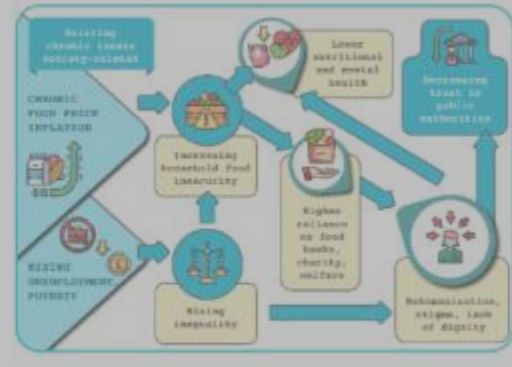 Existing
chronic issues
society-related
CHRONIC
FOOD PRICE
INFLATION
RISING
UNEMPLOYMENT,
POVERTY
Increasing
household food
insecurity
Rising
inequality
Lower
nutritional
and mental
health
Higher
reliance
on food
banks,
charity,
welfare
Decreasing
trust in
public
authorities
Dehumanisation,
stigma, lack
of dignity